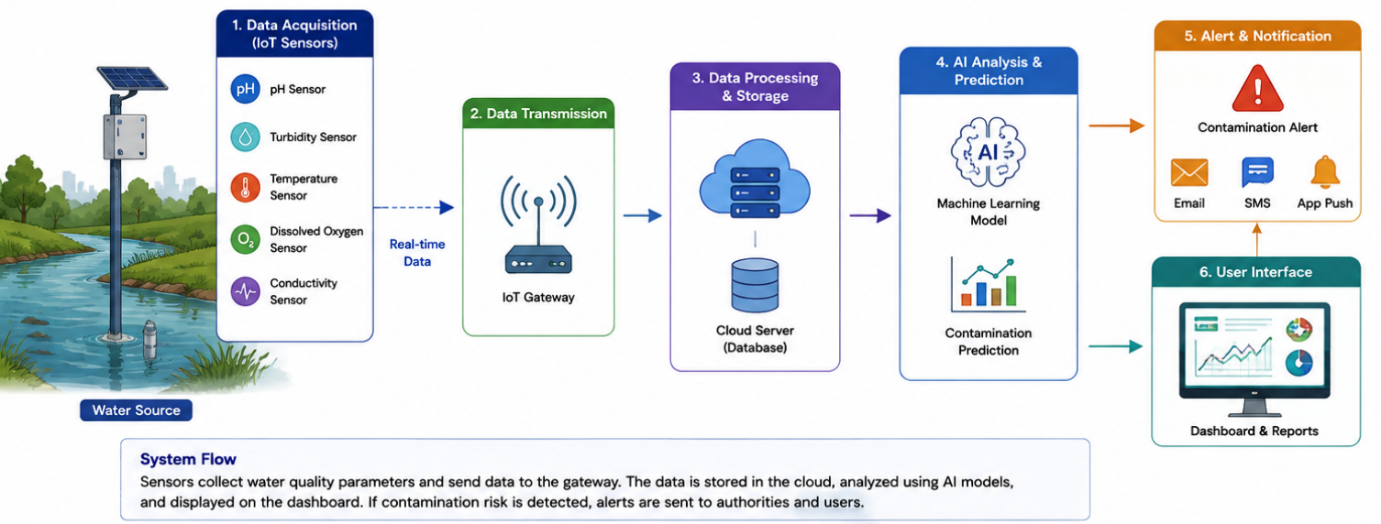 1. Data Acquisition
(IoT Sensors)
pH
pH Sensor
Turbidity Sensor
Temperature
Sensor
O2
Dissolved Oxygen
Sensor
Conductivity
Sensor
Water Source
Real-time
Data
2. Data Transmission
IoT Gateway
3. Data Processing
& Storage
Cloud Server
(Database)
4. AI Analysis &
Prediction
AI
Machine Learning
Model
Contamination
Prediction
5. Alert & Notification
Contamination Alert
Email
SMS
App Push
6. User Interface
Dashboard & Reports
System Flow
Sensors collect water quality parameters and send data to the gateway. The data is stored in the cloud, analyzed using AI models,
and displayed on the dashboard. If contamination risk is detected, alerts are sent to authorities and users.